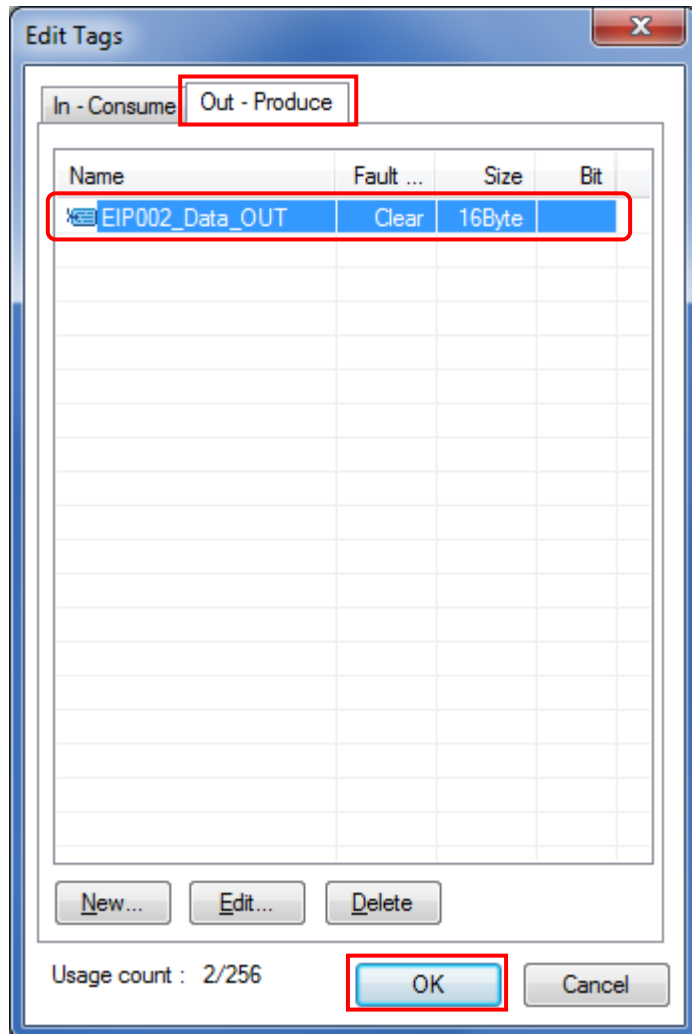 Edit Tags
In - Consume Out - Produce
Name Fault ... Size Bit
EIP002_Data_OUT Clear 16Byte
New... Edit... Delete
Usage count : 2/256 OK Cancel